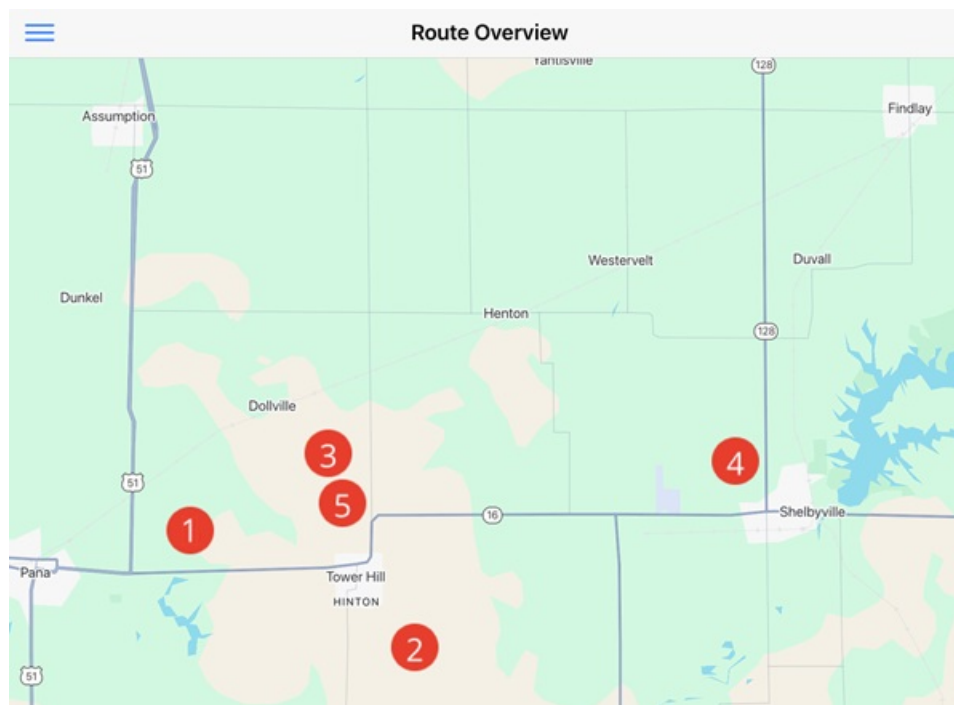 Route Overview
Yantisville
128
Assumption
Findlay
51
Westervelt
Duvall
Dunkel
Henton
128
Dollville
3
4
51
5
1
16
Shelbyville
Pana
Tower Hill
HINTON
2
51